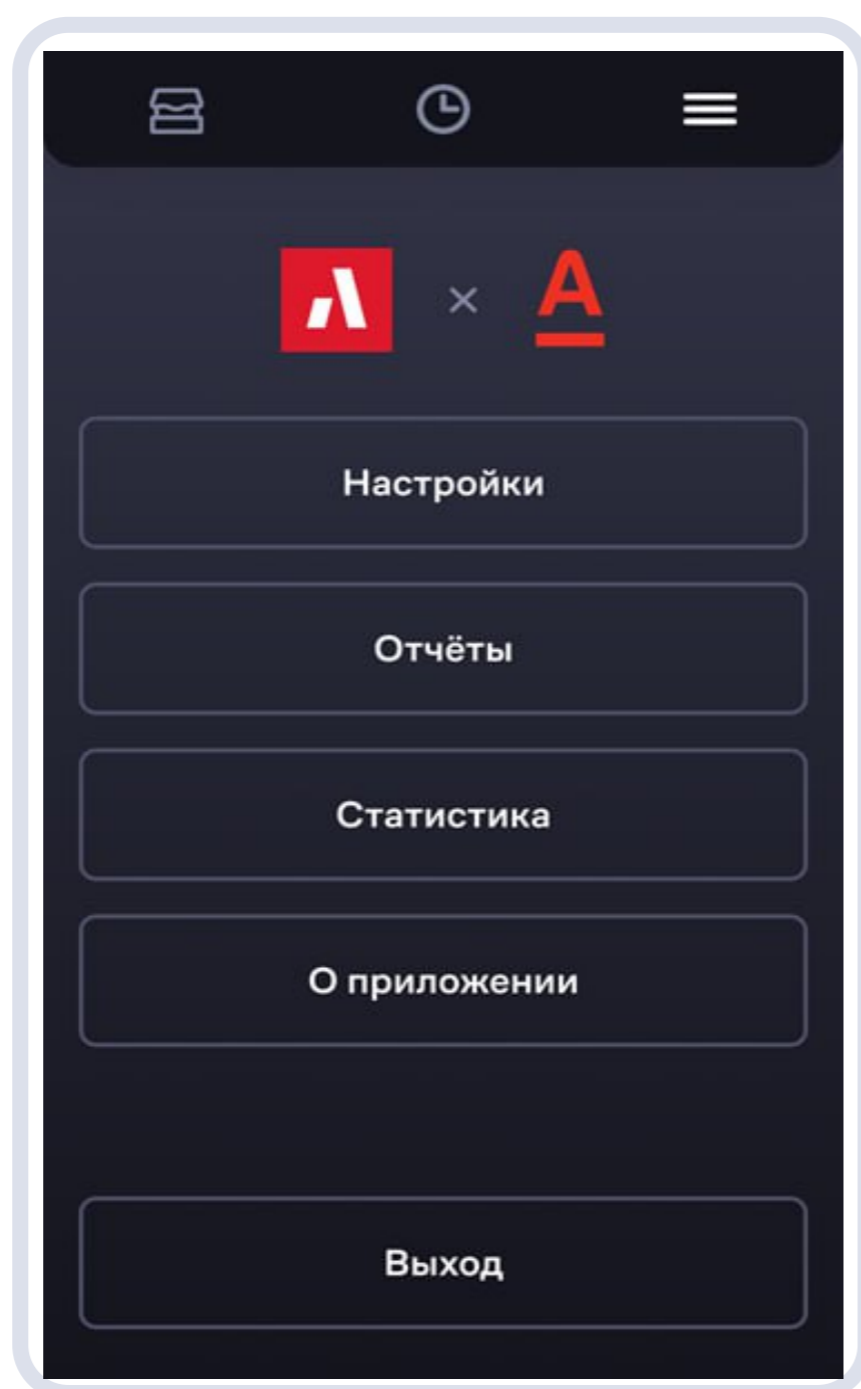 A
Настройки
Отчёты
Статистика
О приложении
Выход